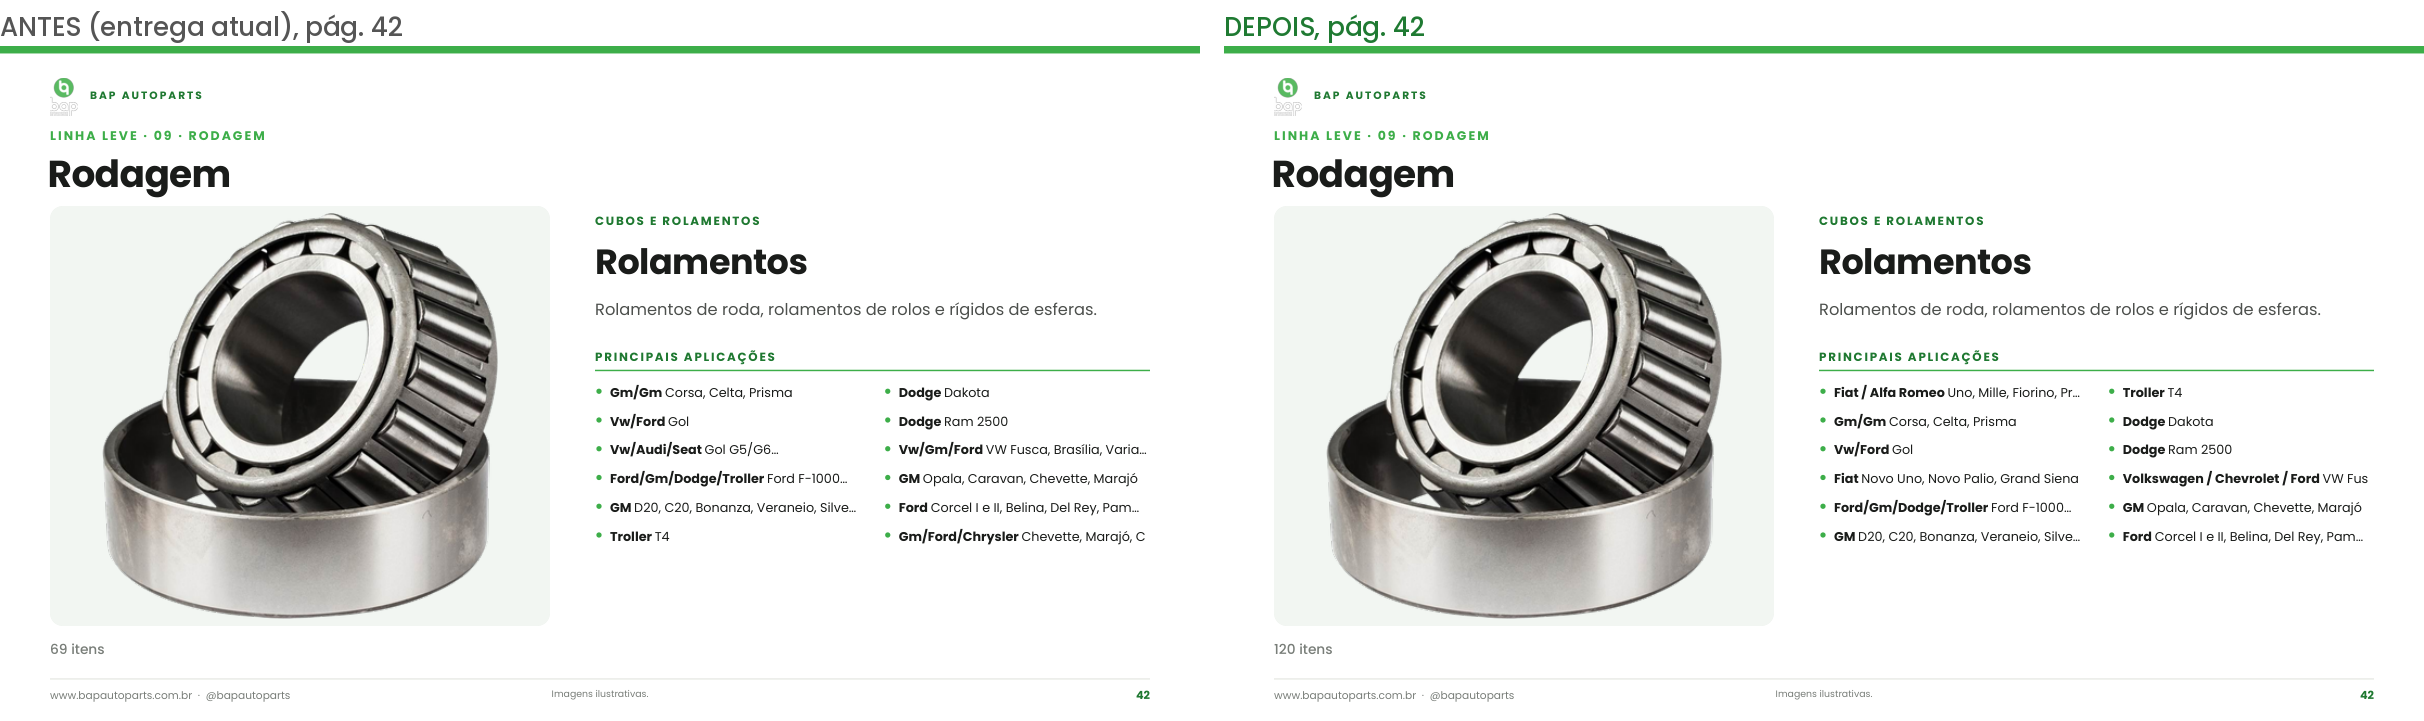 ANTES (entrega atual), pág. 42
bap
BAP AUTOPARTS
LINHA LEVE · 09 · RODAGEM
Rodagem
CUBOS E ROLAMENTOS
Rolamentos
Rolamentos de roda, rolamentos de rolos e rígidos de esferas.
PRINCIPAIS APLICAÇÕES
• Gm/Gm Corsa, Celta, Prisma
• Vw/Ford Gol
• Vw/Audi/Seat Gol G5/G6...
• Ford/Gm/Dodge/Troller Ford F-1000...
• GM D20, C20, Bonanza, Veraneio, Silve...
• Troller T4
• Dodge Dakota
• Dodge Ram 2500
• Vw/Gm/Ford VW Fusca, Brasília, Varia...
• GM Opala, Caravan, Chevette, Marajó
• Ford Corcel I e II, Belina, Del Rey, Pam...
• Gm/Ford/Chrysler Chevette, Marajó, C
69 itens
www.bapautoparts.com.br · @bapautoparts
Imagens ilustrativas.
42
DEPOIS, pág. 42
bap
BAP AUTOPARTS
LINHA LEVE · 09 · RODAGEM
Rodagem
CUBOS E ROLAMENTOS
Rolamentos
Rolamentos de roda, rolamentos de rolos e rígidos de esferas.
PRINCIPAIS APLICAÇÕES
• Fiat / Alfa Romeo Uno, Mille, Fiorino, Pr...
• Gm/Gm Corsa, Celta, Prisma
• Vw/Ford Gol
• Fiat Novo Uno, Novo Palio, Grand Siena
• Ford/Gm/Dodge/Troller Ford F-1000...
• GM D20, C20, Bonanza, Veraneio, Silve...
• Troller T4
• Dodge Dakota
• Dodge Ram 2500
• Volkswagen / Chevrolet / Ford VW Fus
• GM Opala, Caravan, Chevette, Marajó
• Ford Corcel I e II, Belina, Del Rey, Pam...
120 itens
www.bapautoparts.com.br · @bapautoparts
Imagens ilustrativas.
42